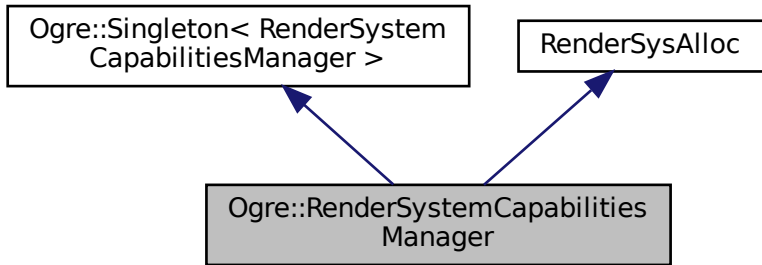 Ogre::Singleton< RenderSystem
CapabilitiesManager >
RenderSysAlloc
Ogre::RenderSystemCapabilities
Manager